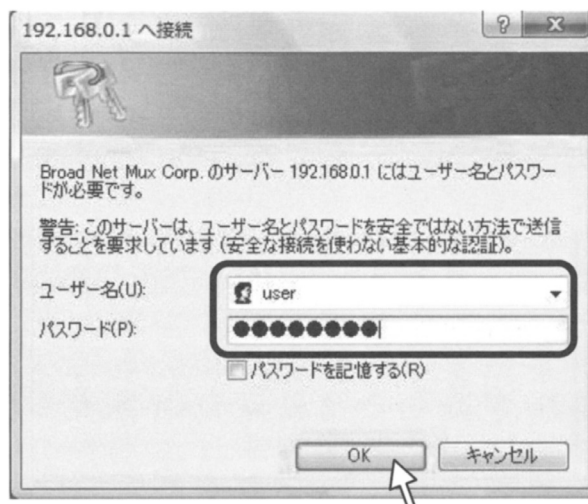 192.168.0.1 へ接続
Broad Net Mux Corp. のサーバー 192.168.0.1 にはユーザー名とパスワー
ドが必要です。
警告: このサーバーは、ユーザー名とパスワードを安全ではない方法で送信
することを要求しています (安全な接続を使わない基本的な認証)。
ユーザー名(U):
user
パスワード(P):
●●●●●●●●
パスワードを記憶する(R)
OK
キャンセル